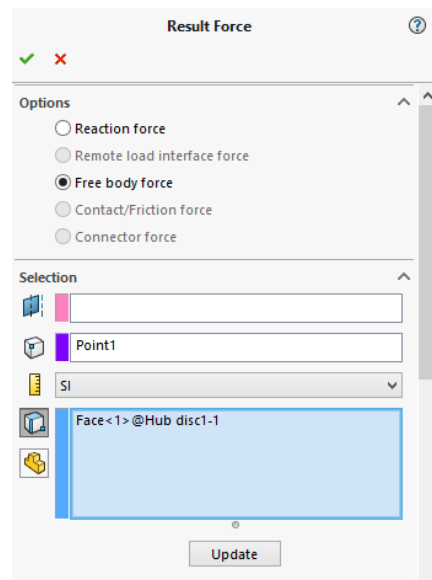 Result Force
?
Options
Reaction force
Remote load interface force
Free body force
Contact/Friction force
Connector force
Selection
Point1
SI
Face<1>@Hub disc1-1
Update